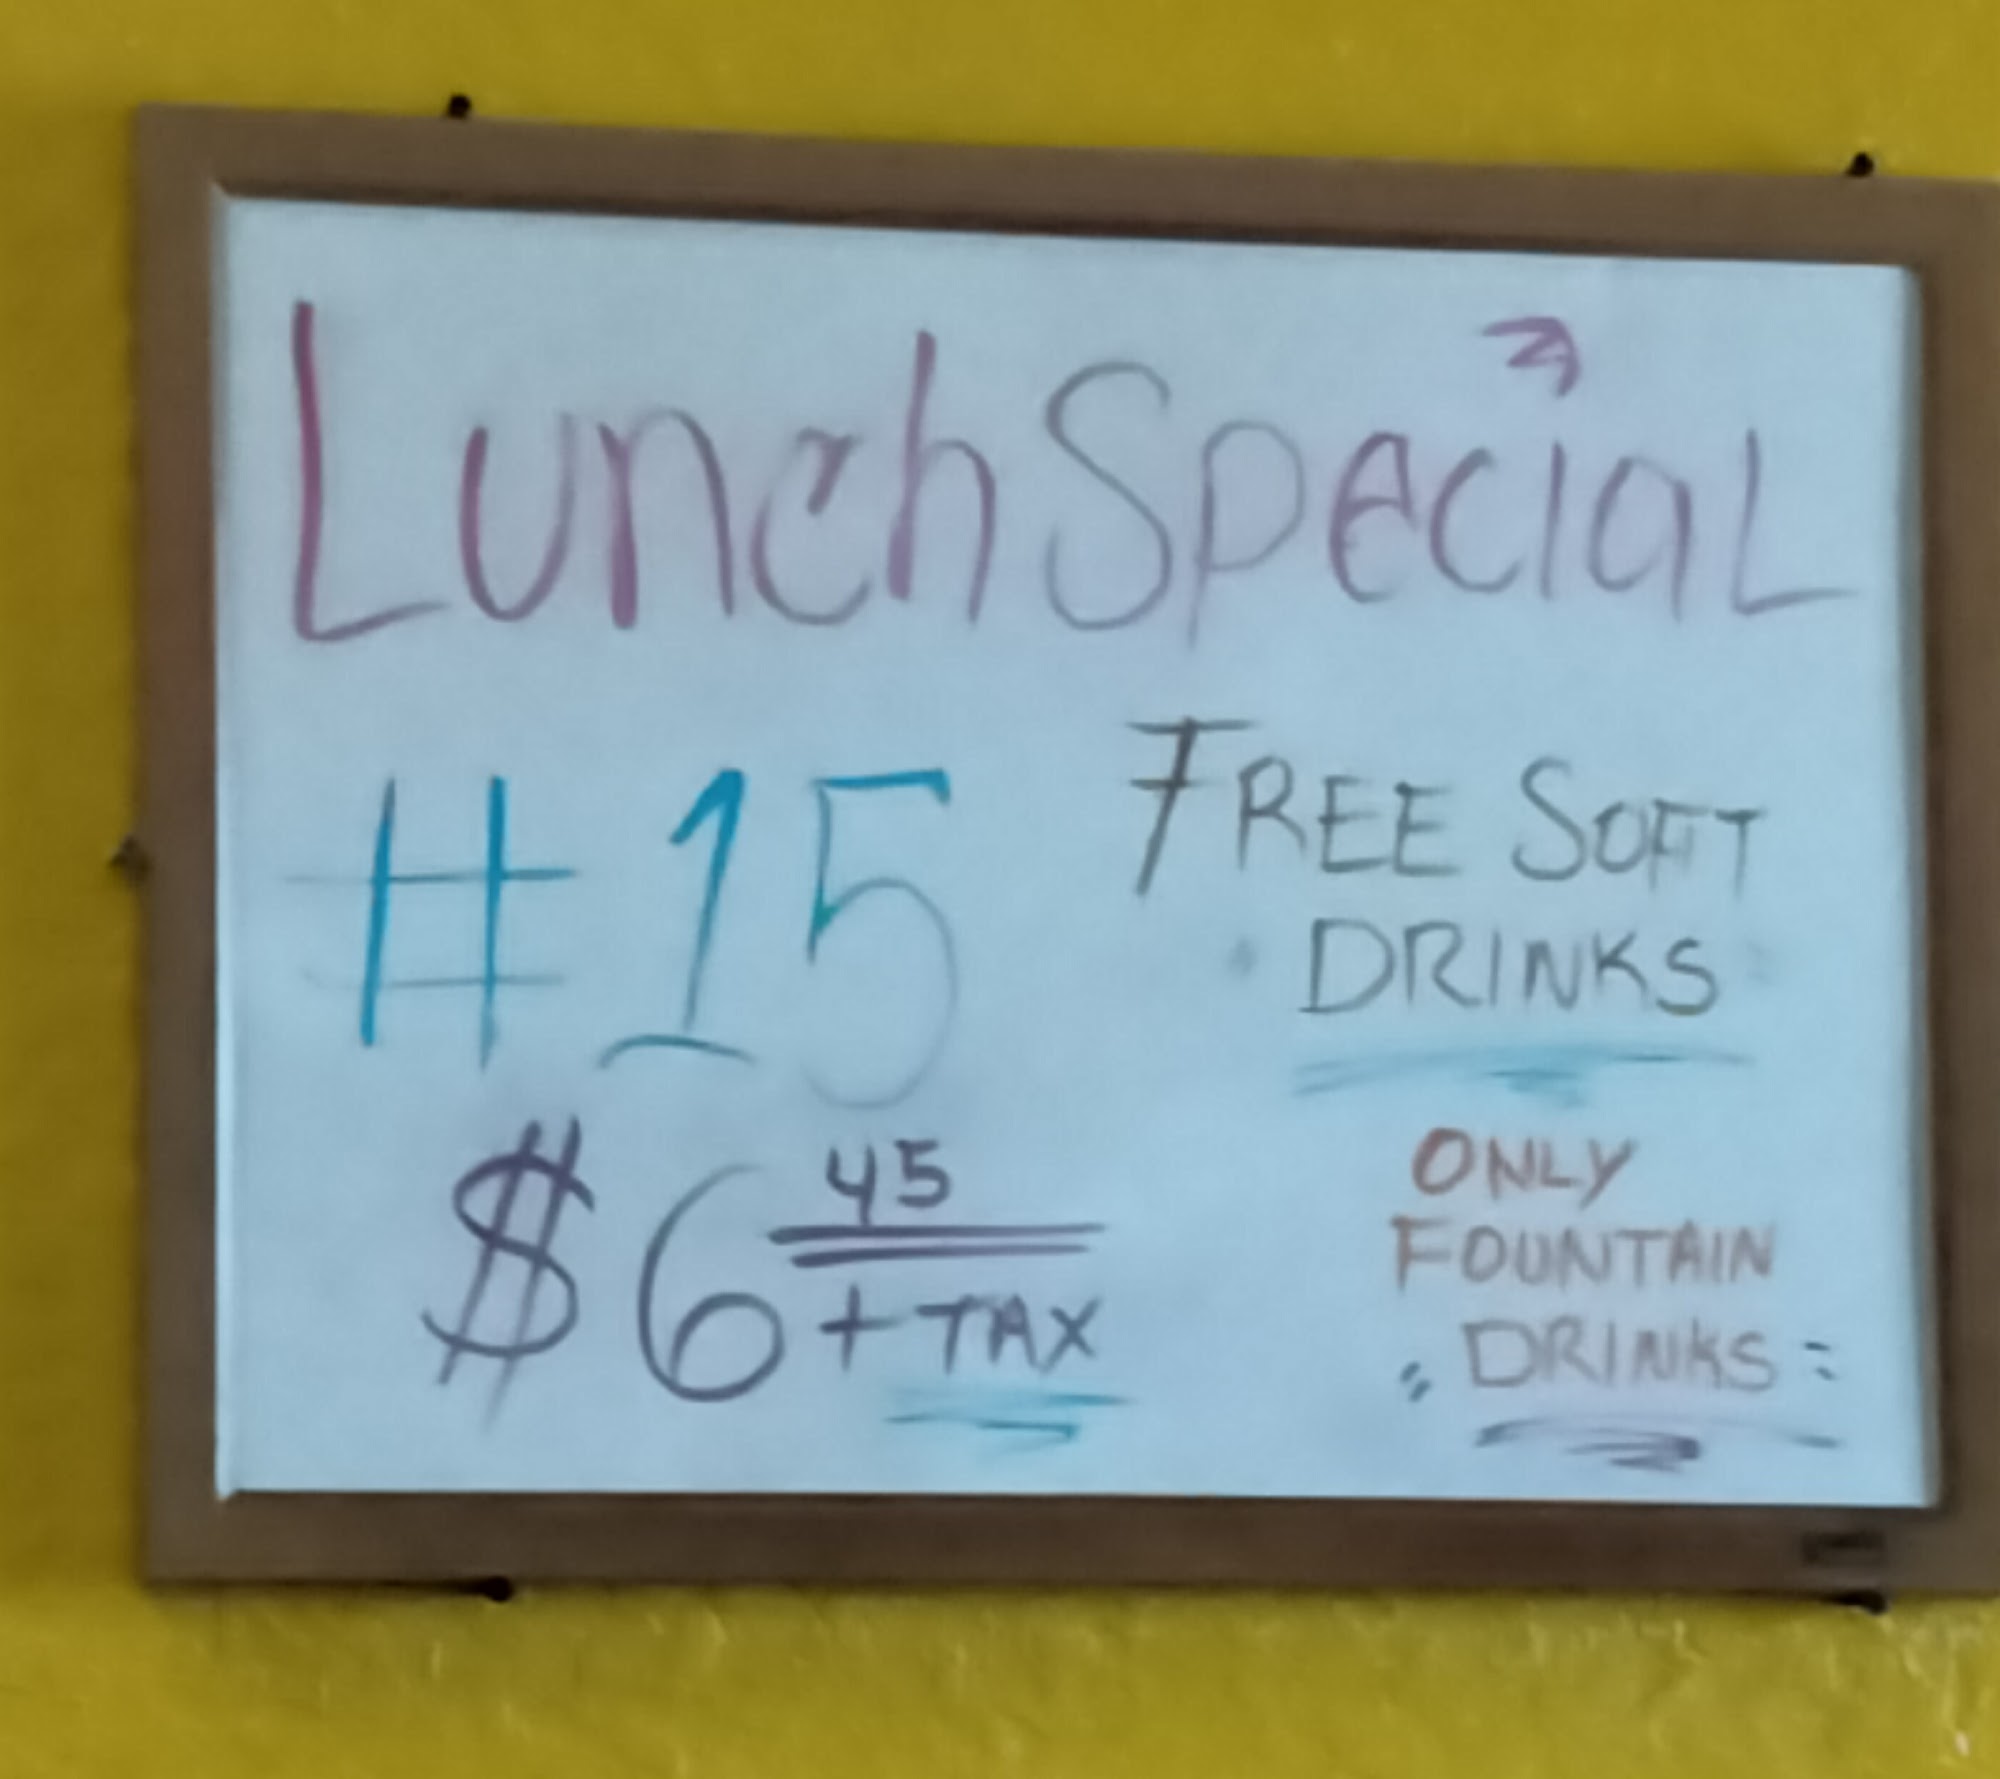 Lunch Special
#15
FREE SOFT
DRINKS
$6 45
+ TAX
ONLY
FOUNTAIN
DRINKS